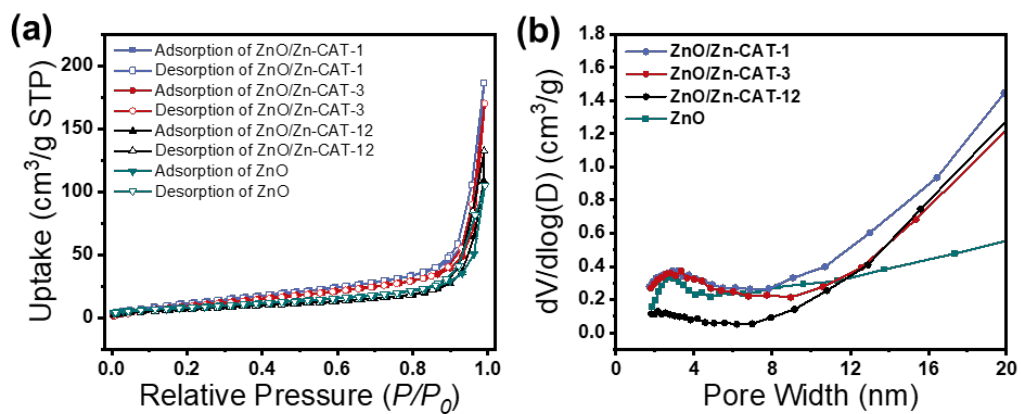 (a)
Uptake (cm³/g STP)
200
150
100
50
0
Adsorption of ZnO/Zn-CAT-1
Desorption of ZnO/Zn-CAT-1
Adsorption of ZnO/Zn-CAT-3
Desorption of ZnO/Zn-CAT-3
Adsorption of ZnO/Zn-CAT-12
Desorption of ZnO/Zn-CAT-12
Adsorption of ZnO
Desorption of ZnO
0.0 0.2 0.4 0.6 0.8 1.0
Relative Pressure (P/P₀)
(b)
dV/dlog(D) (cm³/g)
1.8
1.6
1.4
1.2
1.0
0.8
0.6
0.4
0.2
0.0
ZnO/Zn-CAT-1
ZnO/Zn-CAT-3
ZnO/Zn-CAT-12
ZnO
0 4 8 12 16 20
Pore Width (nm)